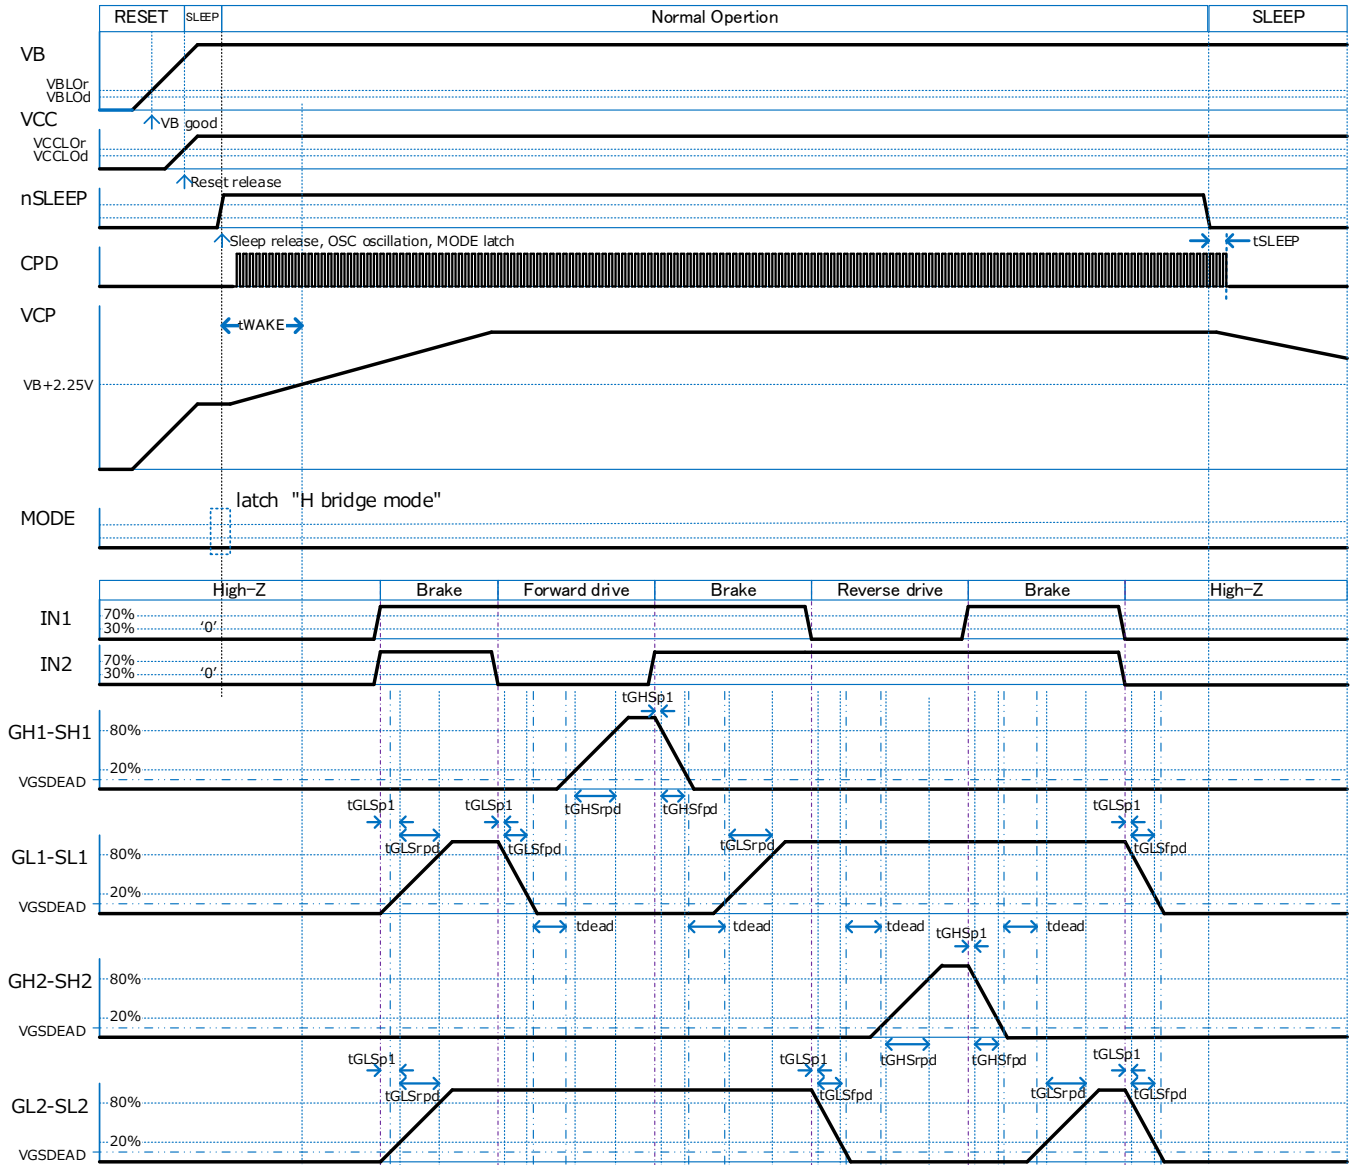 RESET SLEEP Normal Opertion SLEEP
VB
VBLOr
VBLOd
VB good
VCC
VCCLOr
VCCLOd
Reset release
nSLEEP
Sleep release, OSC oscillation, MODE latch
tSLEEP
CPD
VCP
tWAKE
VB+2.25V
latch "H bridge mode"
MODE
High-Z Brake Forward drive Brake Reverse drive Brake High-Z
IN1
70%
30% '0'
IN2
70%
30% '0'
tGHSp1
GH1-SH1
80%
20%
VGSDEAD
tGHSrpd tGHSfpd
tGLSp1 tGLSp1 tGLSp1
tGLSrpd tGLSfpd tGLSrpd tGLSfpd
GL1-SL1
80%
20%
VGSDEAD
tdead tdead tdead tdead
tGHSp1
GH2-SH2
80%
20%
VGSDEAD
tGHSrpd tGHSfpd
tGLSp1 tGLSp1 tGLSp1
tGLSrpd tGLSfpd tGLSrpd tGLSfpd
GL2-SL2
80%
20%
VGSDEAD